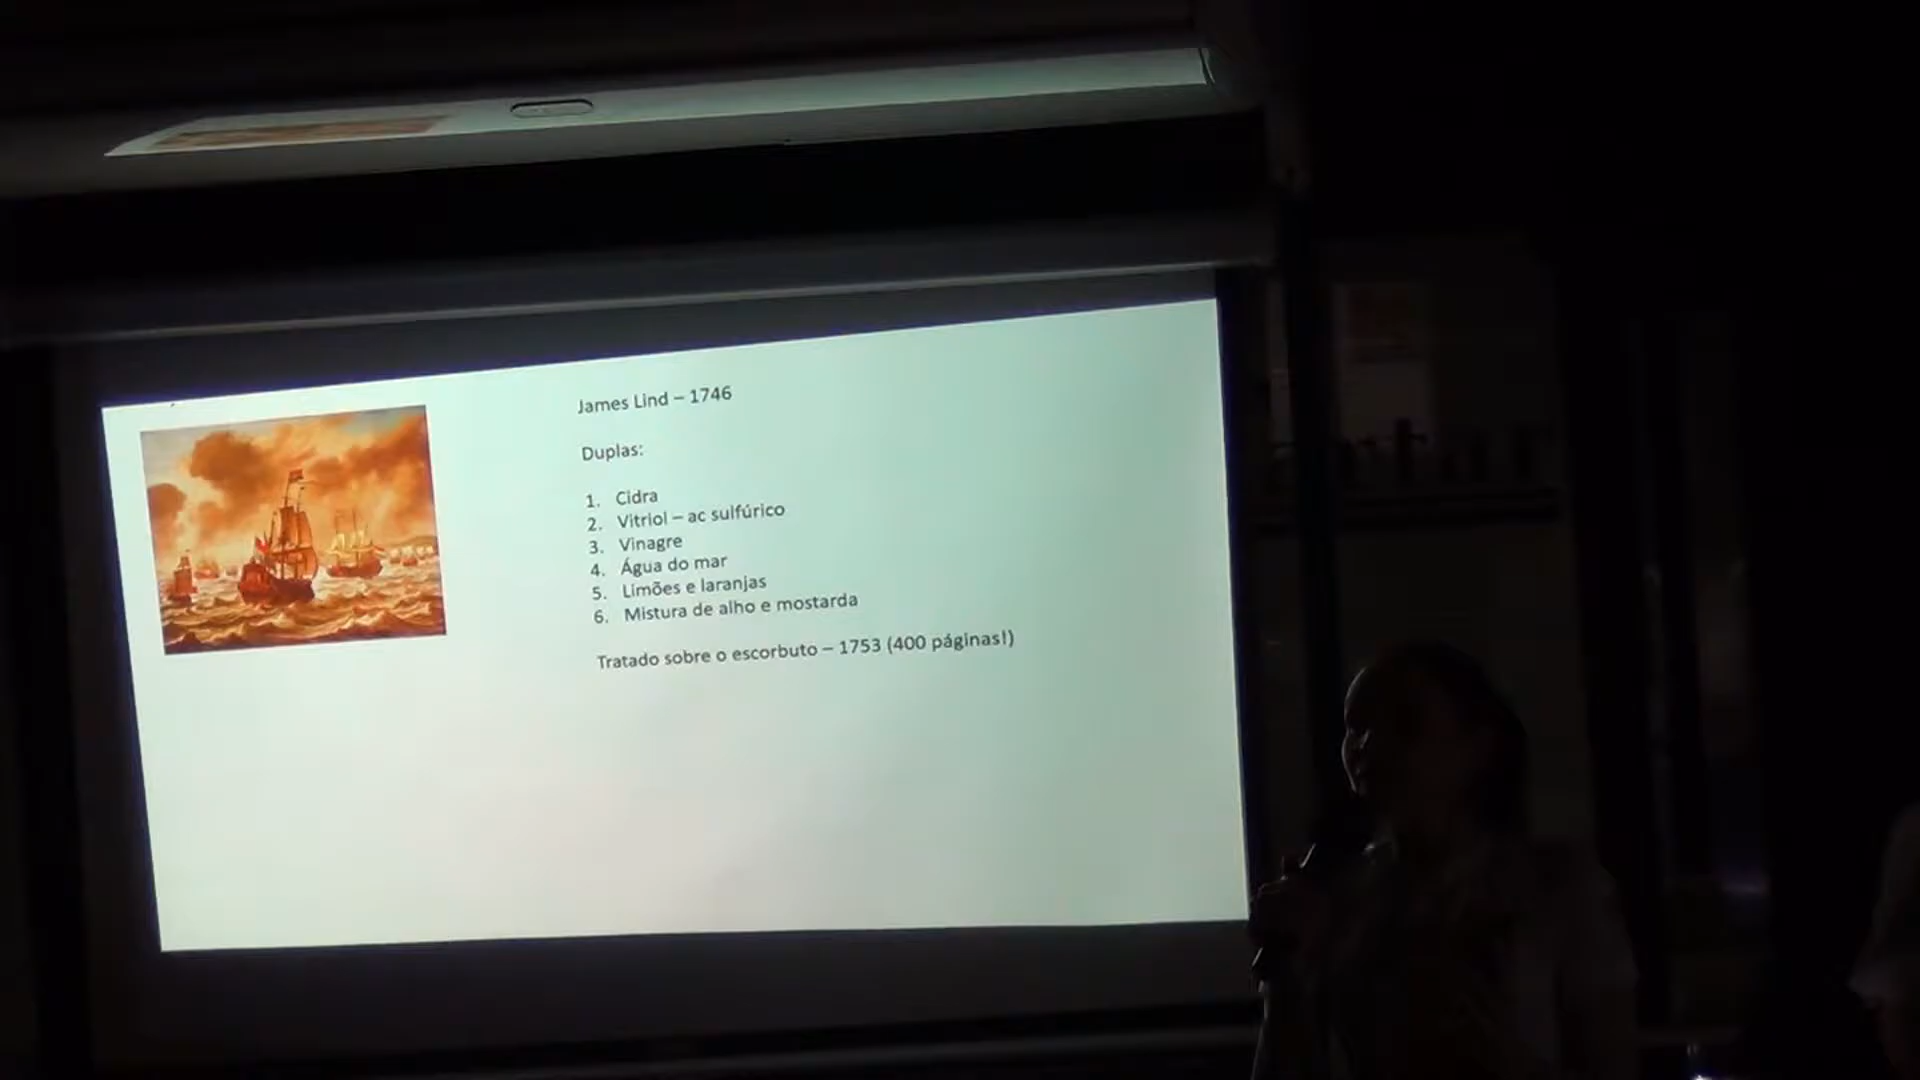 James Lind – 1746
Duplas:
1. Cidra
2. Vitriol – ac sulfúrico
3. Vinagre
4. Água do mar
5. Limões e laranjas
6. Mistura de alho e mostarda
Tratado sobre o escorbuto – 1753 (400 páginas!)